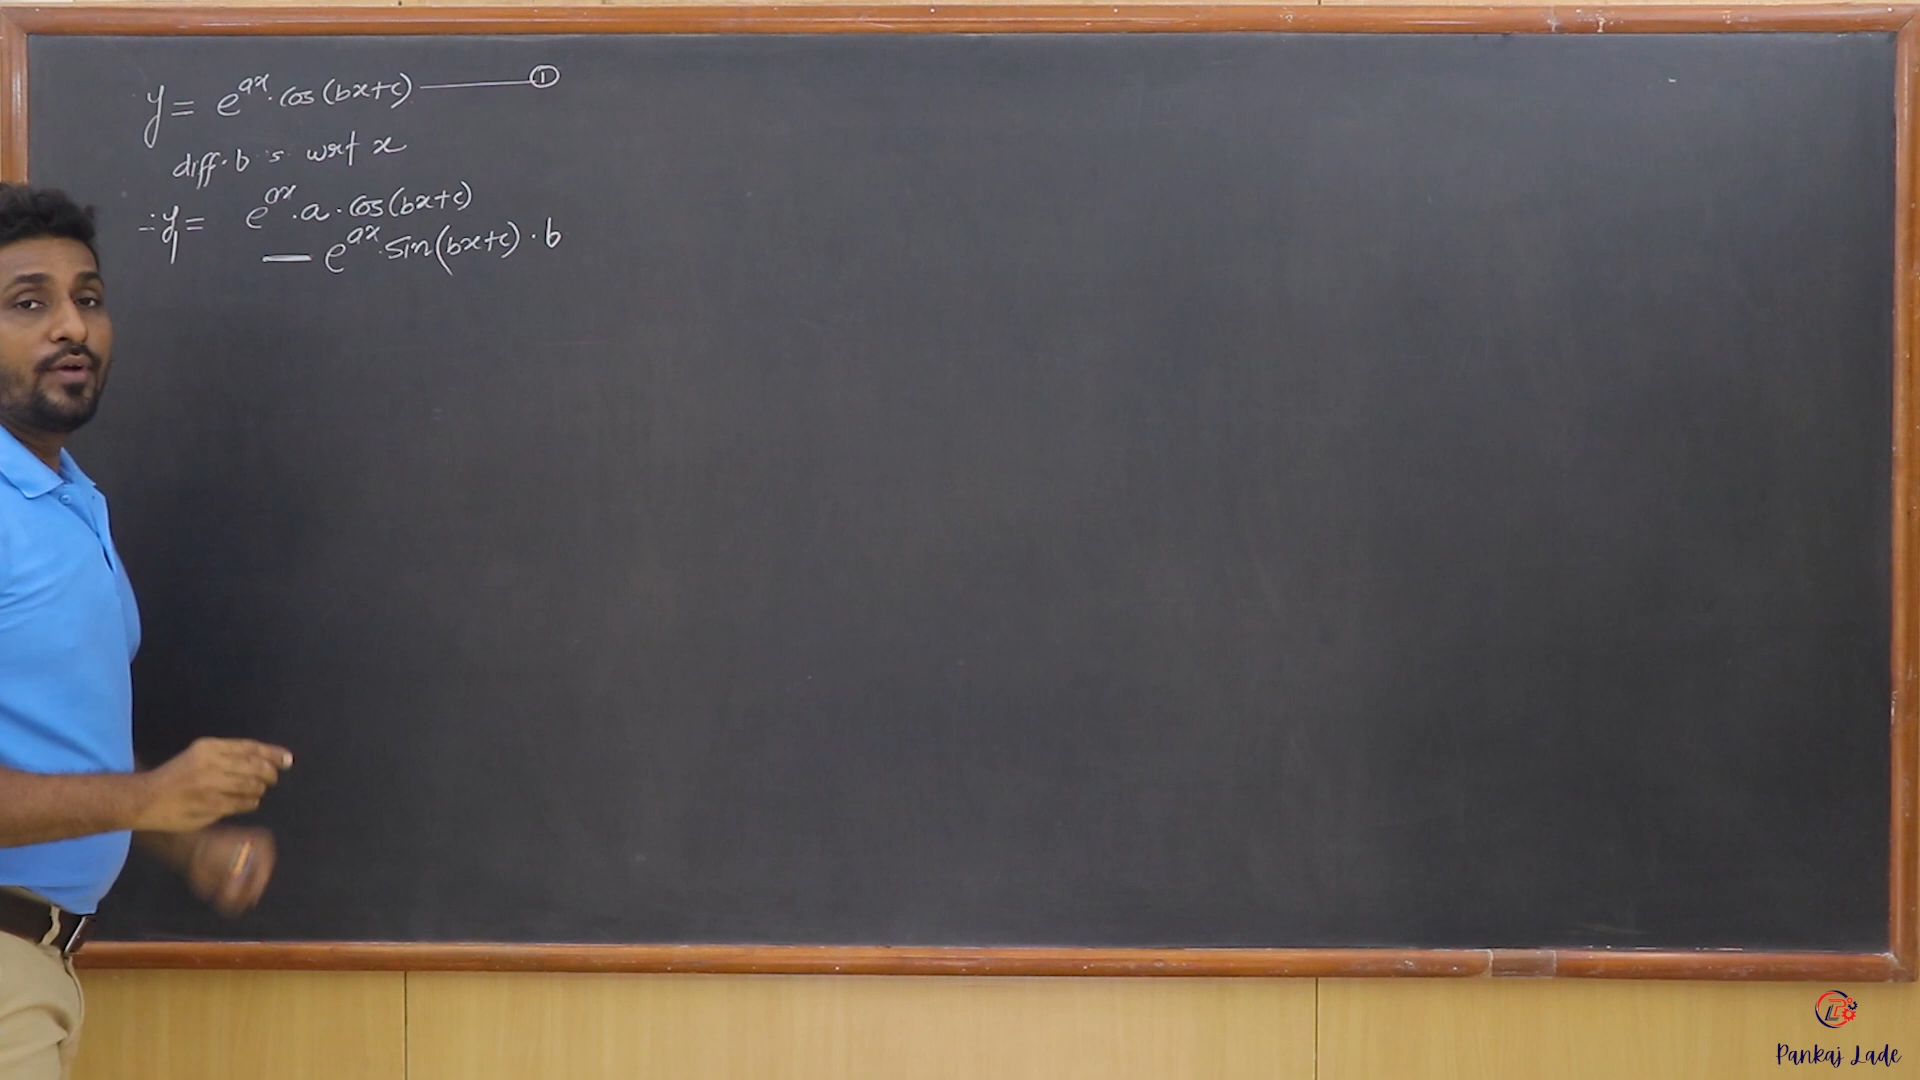 y = e^{ax} · cos(bx+c) ——— ①
diff. b. s. wrt x
∴ y₁ = e^{ax} · a · cos(bx+c)
— e^{ax} · sin(bx+c) · b
Pankaj Lade